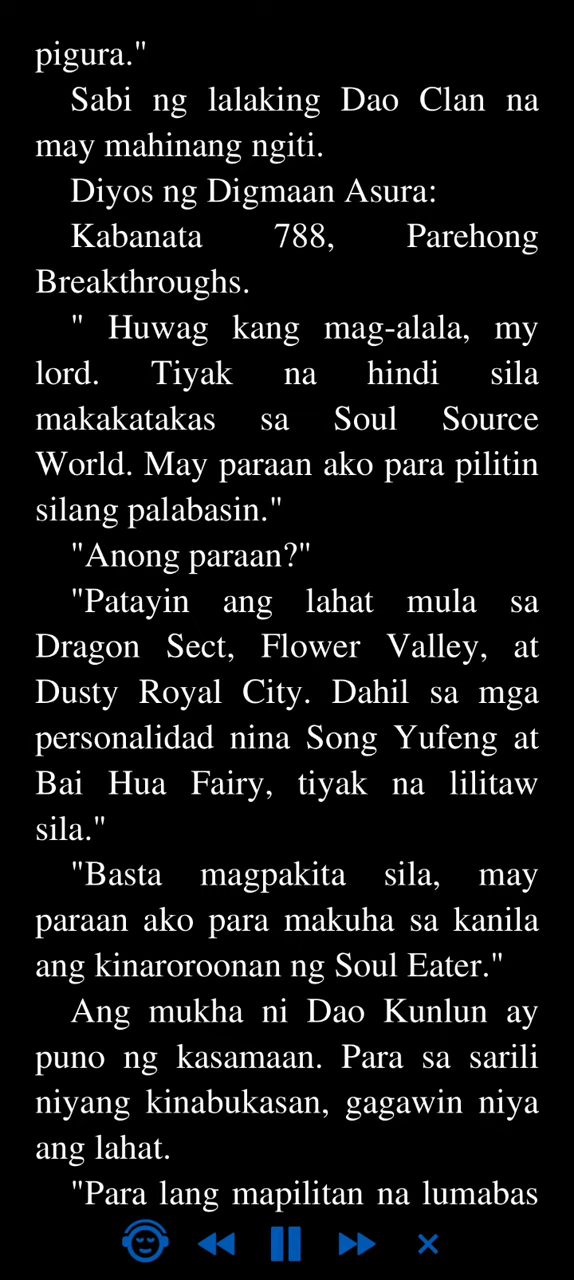 pigura."
Sabi ng lalaking Dao Clan na
may mahinang ngiti.
Diyos ng Digmaan Asura:
Kabanata 788, Parehong
Breakthroughs.
" Huwag kang mag-alala, my
lord. Tiyak na hindi sila
makakatakas sa Soul Source
World. May paraan ako para pilitin
silang palabasin."
"Anong paraan?"
"Patayin ang lahat mula sa
Dragon Sect, Flower Valley, at
Dusty Royal City. Dahil sa mga
personalidad nina Song Yufeng at
Bai Hua Fairy, tiyak na lilitaw
sila."
"Basta magpakita sila, may
paraan ako para makuha sa kanila
ang kinaroroonan ng Soul Eater."
Ang mukha ni Dao Kunlun ay
puno ng kasamaan. Para sa sarili
niyang kinabukasan, gagawin niya
ang lahat.
"Para lang mapilitan na lumabas